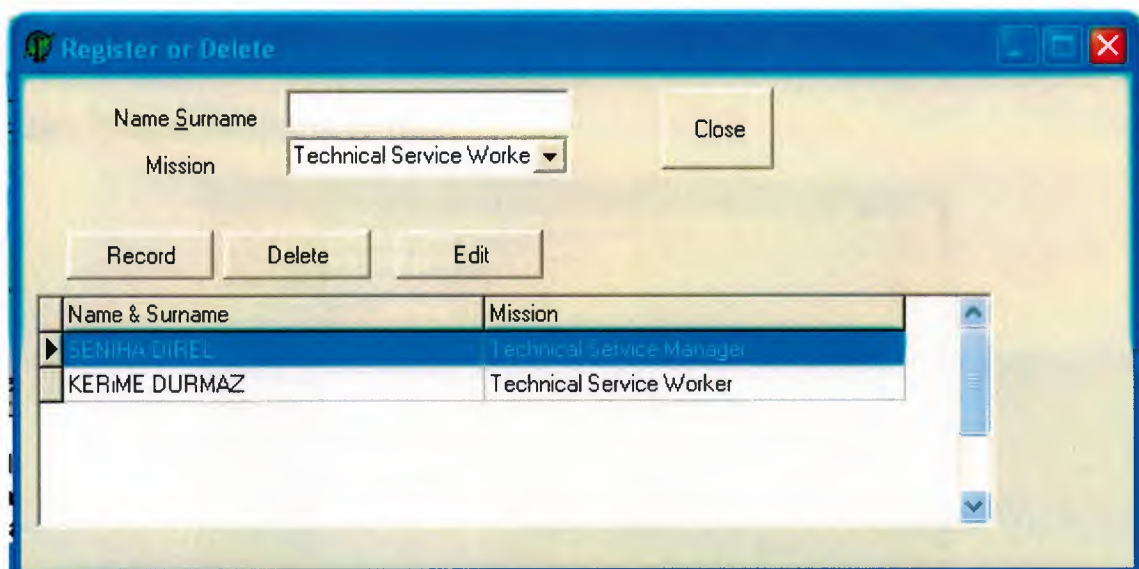 Register or Delete
Name Surname
Close
Mission
Technical Service Worke
Record
Delete
Edit
Name & Surname
Mission
SENIHA DIREL
Technical Service Manager
KERiME DURMAZ
Technical Service Worker